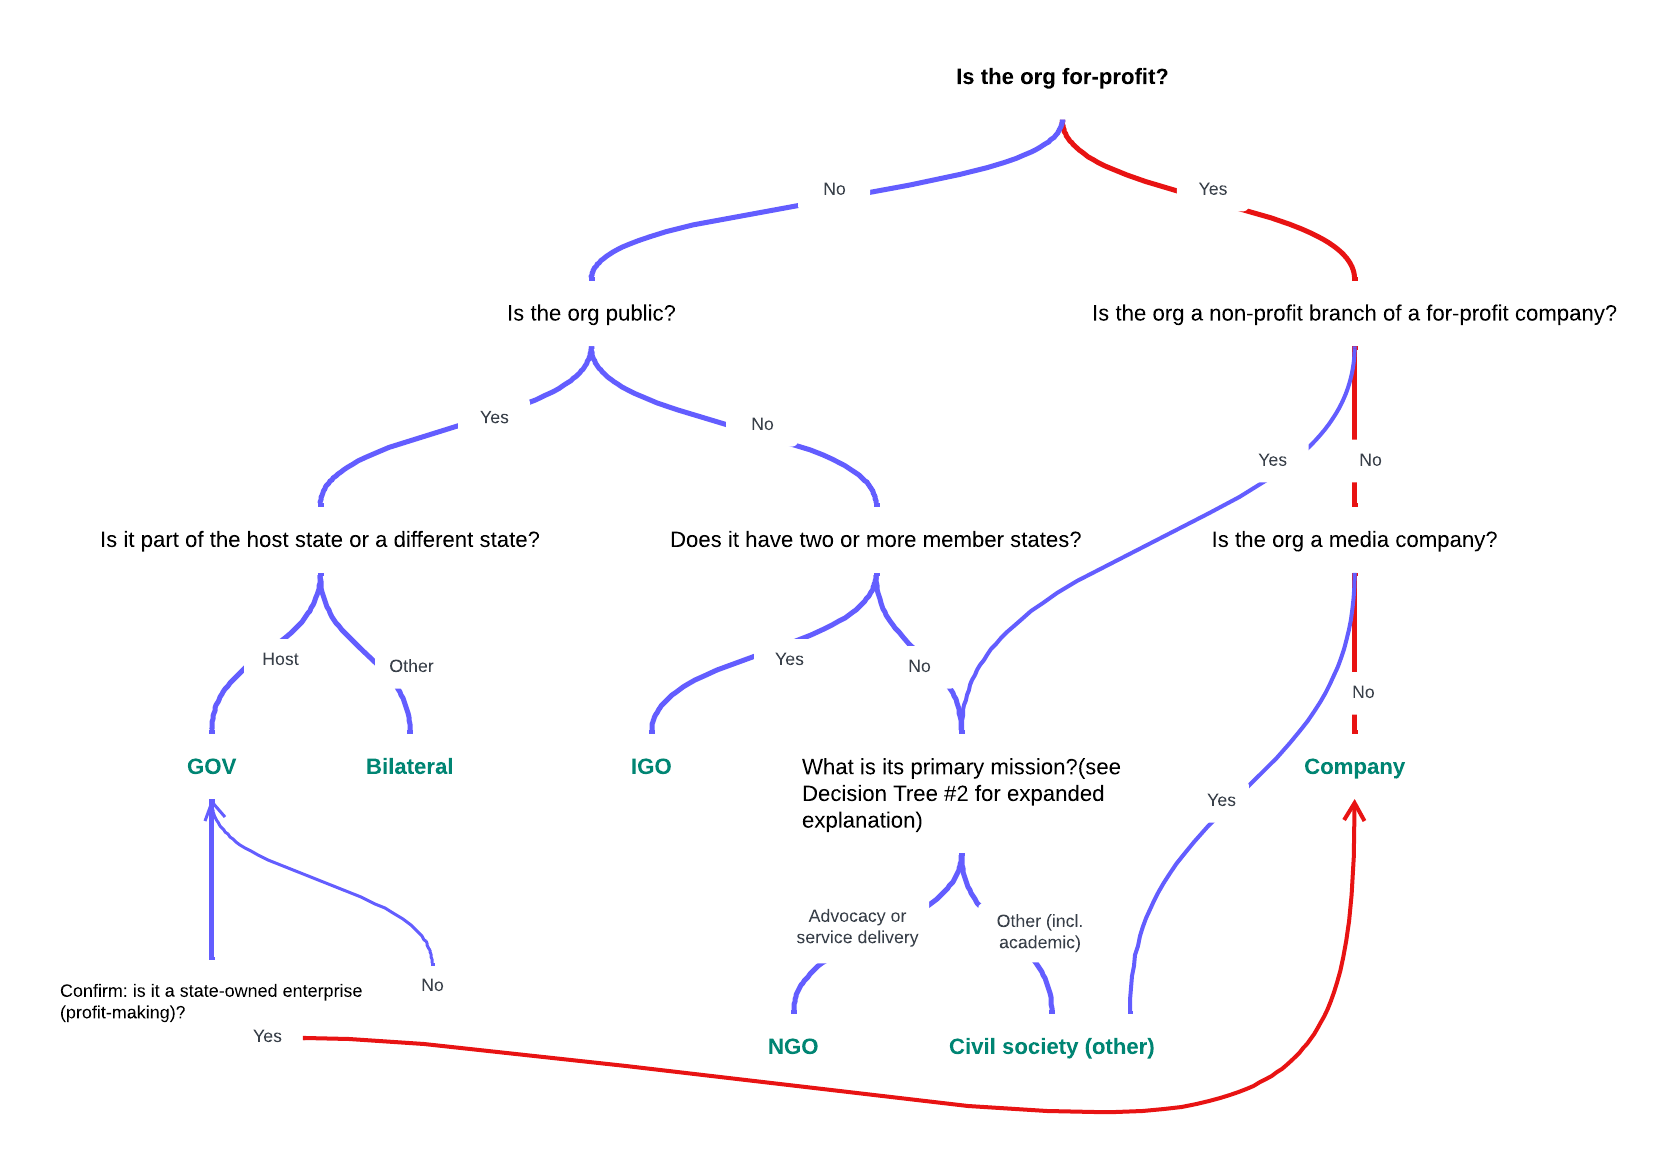 Is the org for-profit?
No
Yes
Is the org public?
Is the org a non-profit branch of a for-profit company?
Yes
No
Yes
No
Is it part of the host state or a different state?
Does it have two or more member states?
Is the org a media company?
Host
Other
Yes
No
No
GOV
Bilateral
IGO
What is its primary mission?(see
Decision Tree #2 for expanded
explanation)
Company
Yes
Advocacy or
service delivery
Other (incl.
academic)
Confirm: is it a state-owned enterprise
(profit-making)?
No
Yes
NGO
Civil society (other)